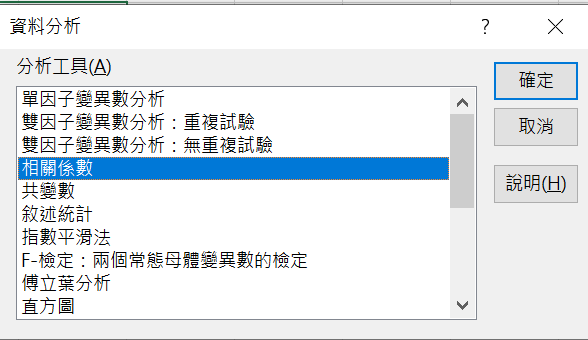 資料分析
?
分析工具(A)
單因子變異數分析
雙因子變異數分析：重複試驗
雙因子變異數分析：無重複試驗
相關係數
共變數
敘述統計
指數平滑法
F-檢定：兩個常態母體變異數的檢定
傅立葉分析
直方圖
確定
取消
說明(H)